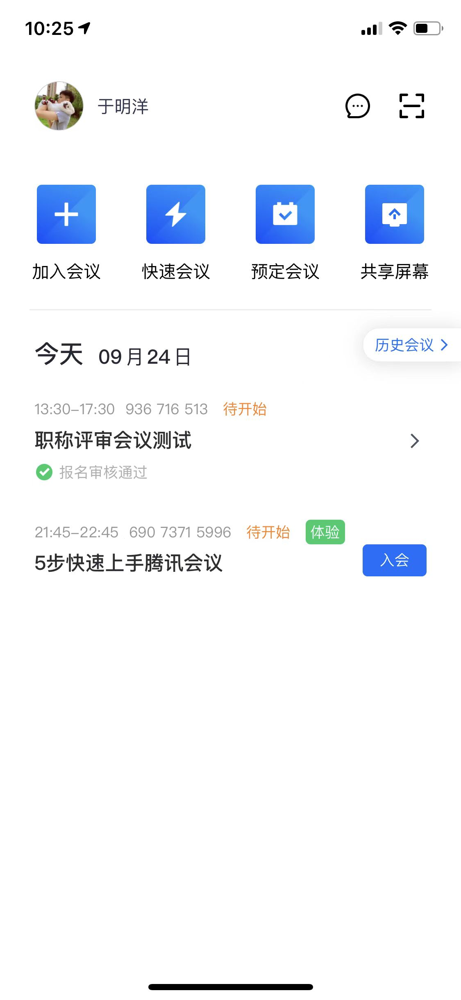 10:25
于明洋
加入会议 快速会议 预定会议 共享屏幕
历史会议
今天 09月24日
13:30-17:30 936 716 513 待开始
职称评审会议测试
报名审核通过
21:45-22:45 690 7371 5996 待开始 体验
5步快速上手腾讯会议
入会